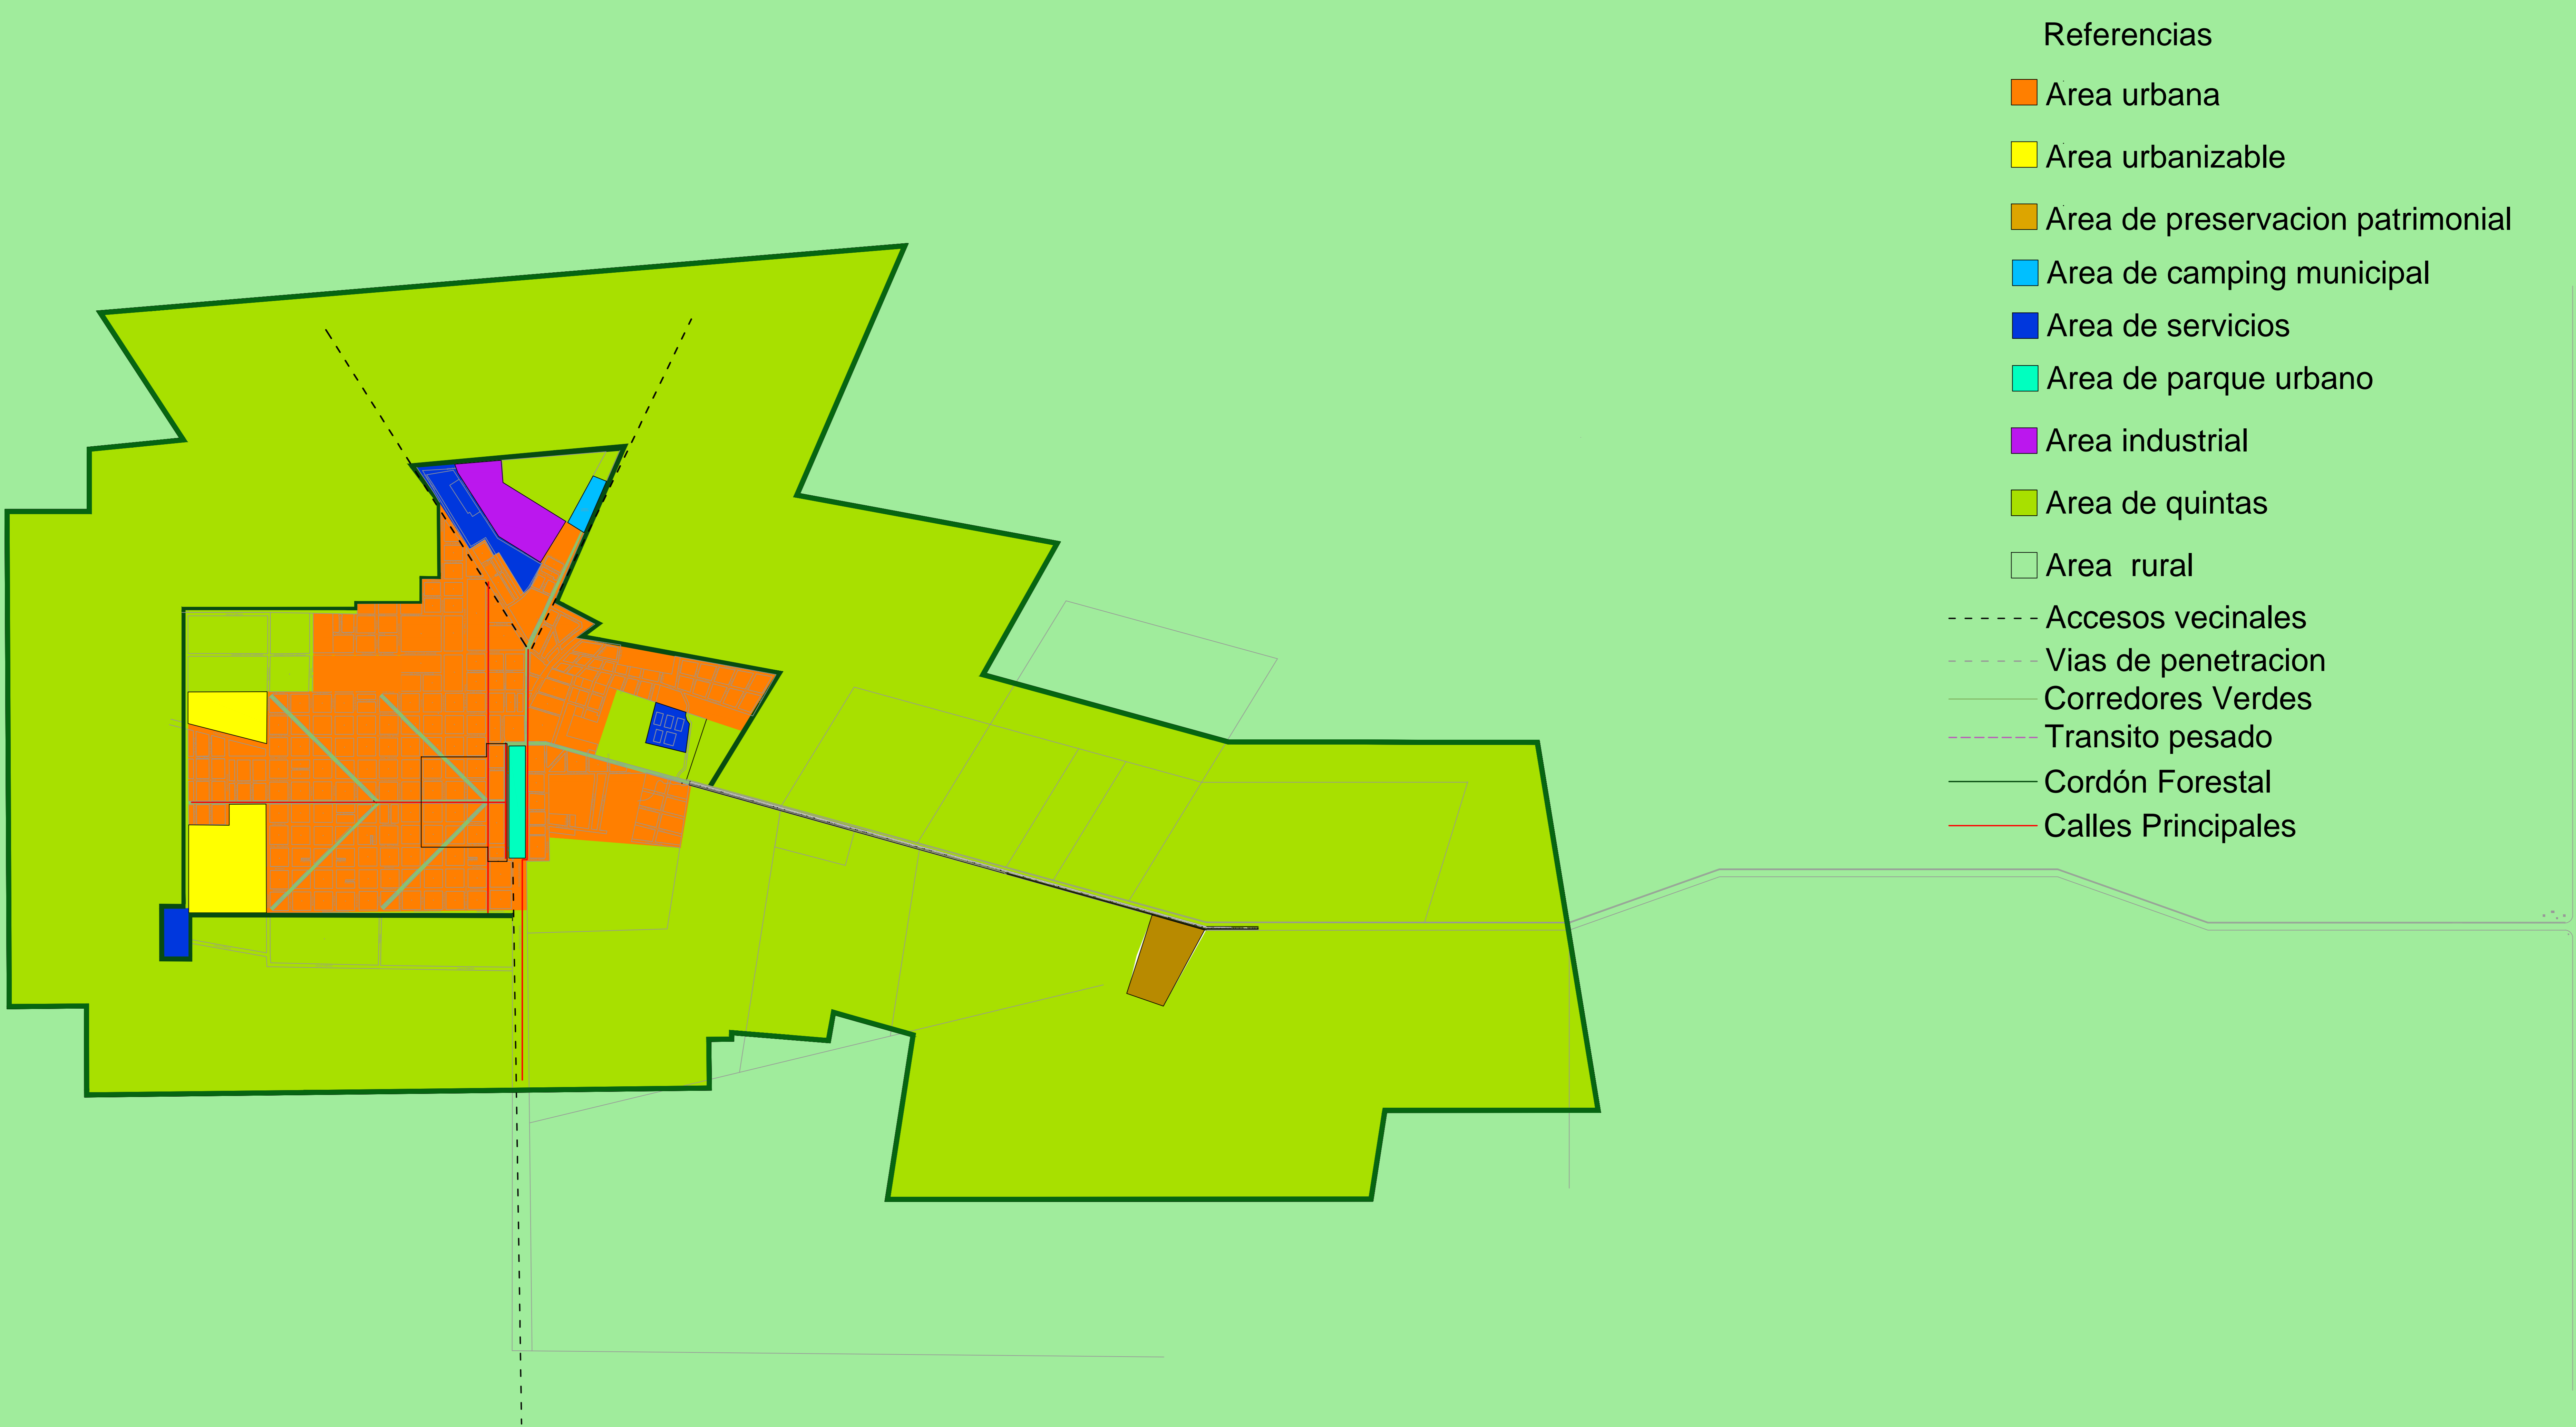 Referencias
Area urbana
Area urbanizable
Area de preservacion patrimonial
Area de camping municipal
Area de servicios
Area de parque urbano
Area industrial
Area de quintas
Area rural
Accesos vecinales
Vias de penetracion
Corredores Verdes
Transito pesado
Cordón Forestal
Calles Principales